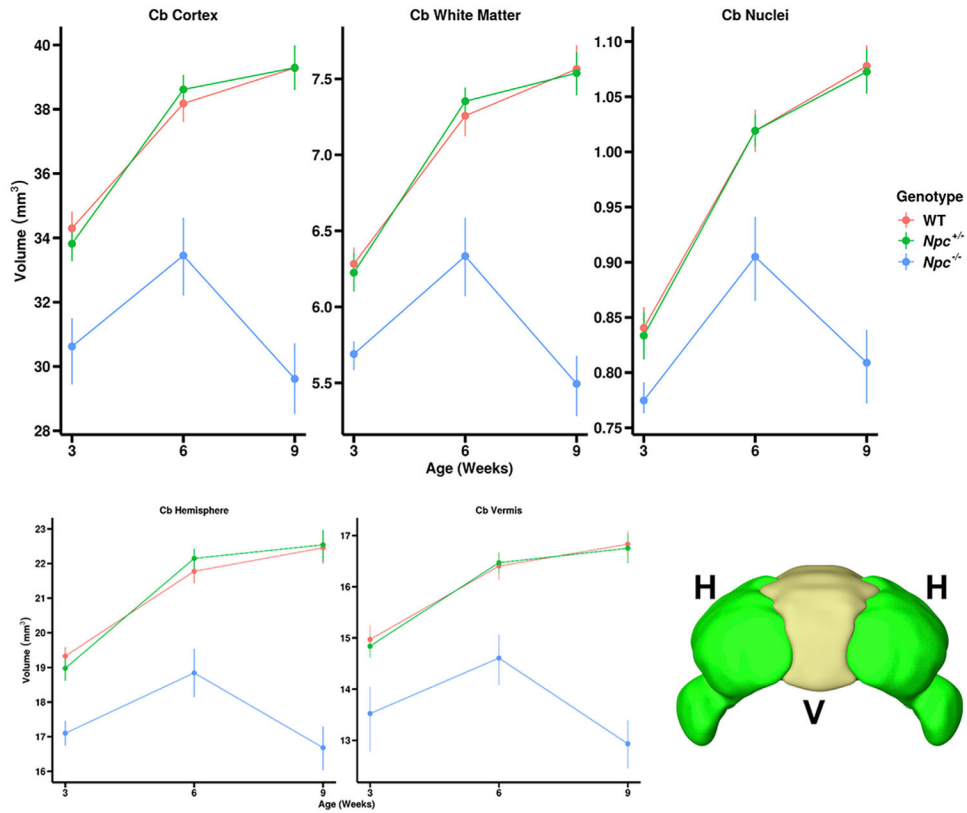 Cb Cortex Cb White Matter Cb Nuclei
Volume (mm³)
40
38
36
34
32
30
28
3 6 9
7.5
7.0
6.5
6.0
5.5
3 6 9
1.10
1.05
1.00
0.95
0.90
0.85
0.80
0.75
3 6 9
Age (Weeks)
Genotype
WT
Npc+/-
Npc-/-
Cb Hemisphere Cb Vermis
Volume (mm³)
23
22
21
20
19
18
17
16
3 6 9
17
16
15
14
13
3 6 9
Age (Weeks)
H H
V